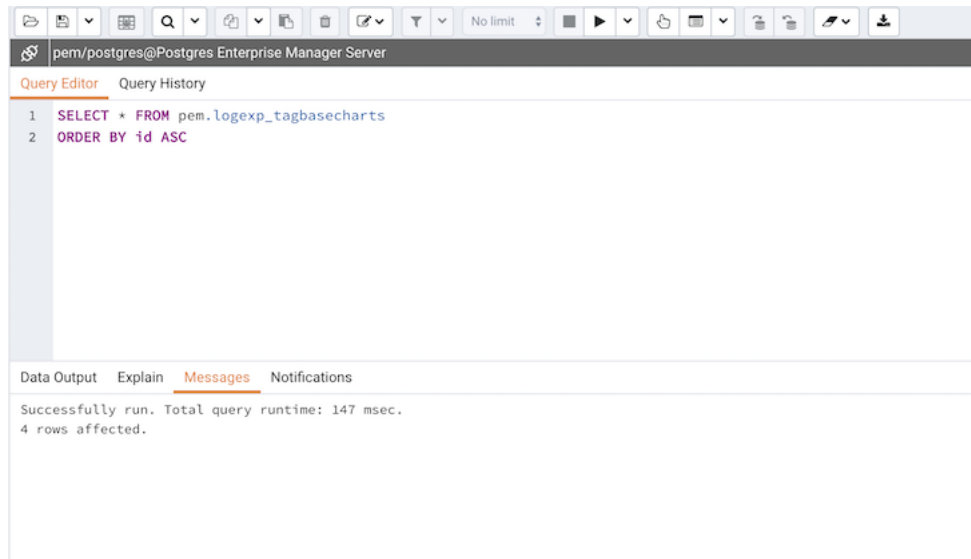 No limit
pem/postgres@Postgres Enterprise Manager Server
Query Editor Query History
1 SELECT * FROM pem.logexp_tagbasecharts
2 ORDER BY id ASC
Data Output Explain Messages Notifications
Successfully run. Total query runtime: 147 msec.
4 rows affected.